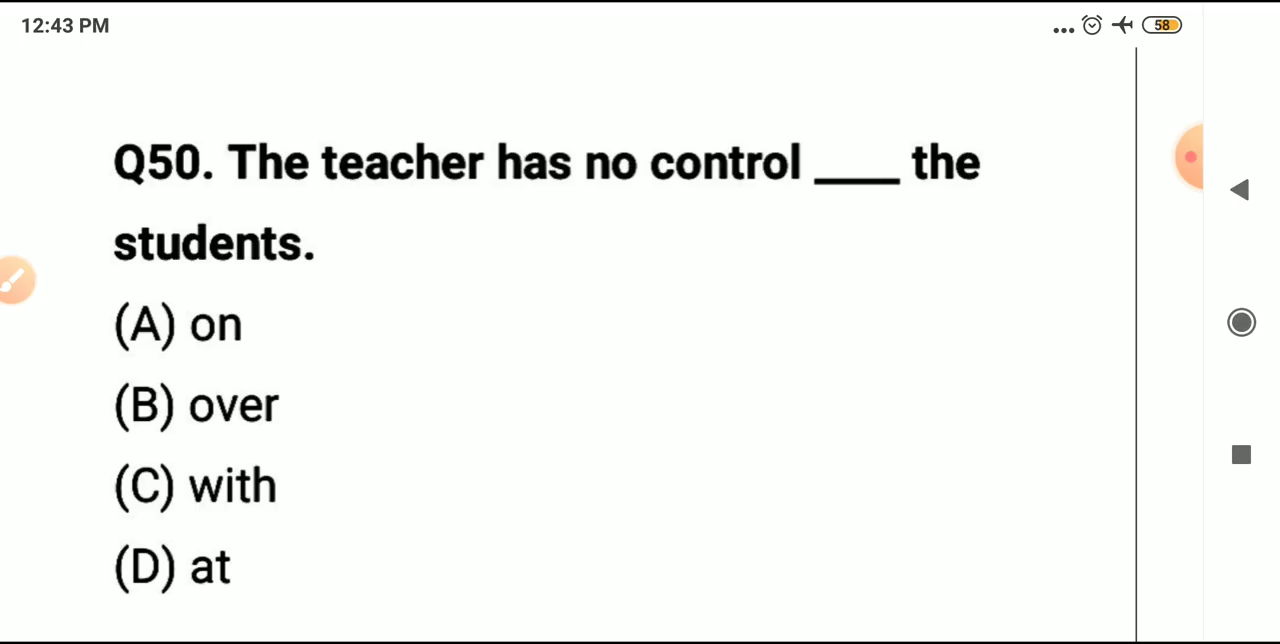 12:43 PM
58
Q50. The teacher has no control ____ the
students.
(A) on
(B) over
(C) with
(D) at